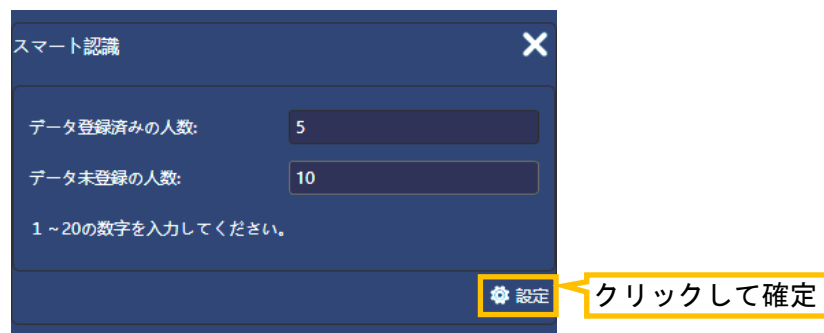 スマート認識
データ登録済みの人数: 5
データ未登録の人数: 10
1~20の数字を入力してください。
設定
クリックして確定